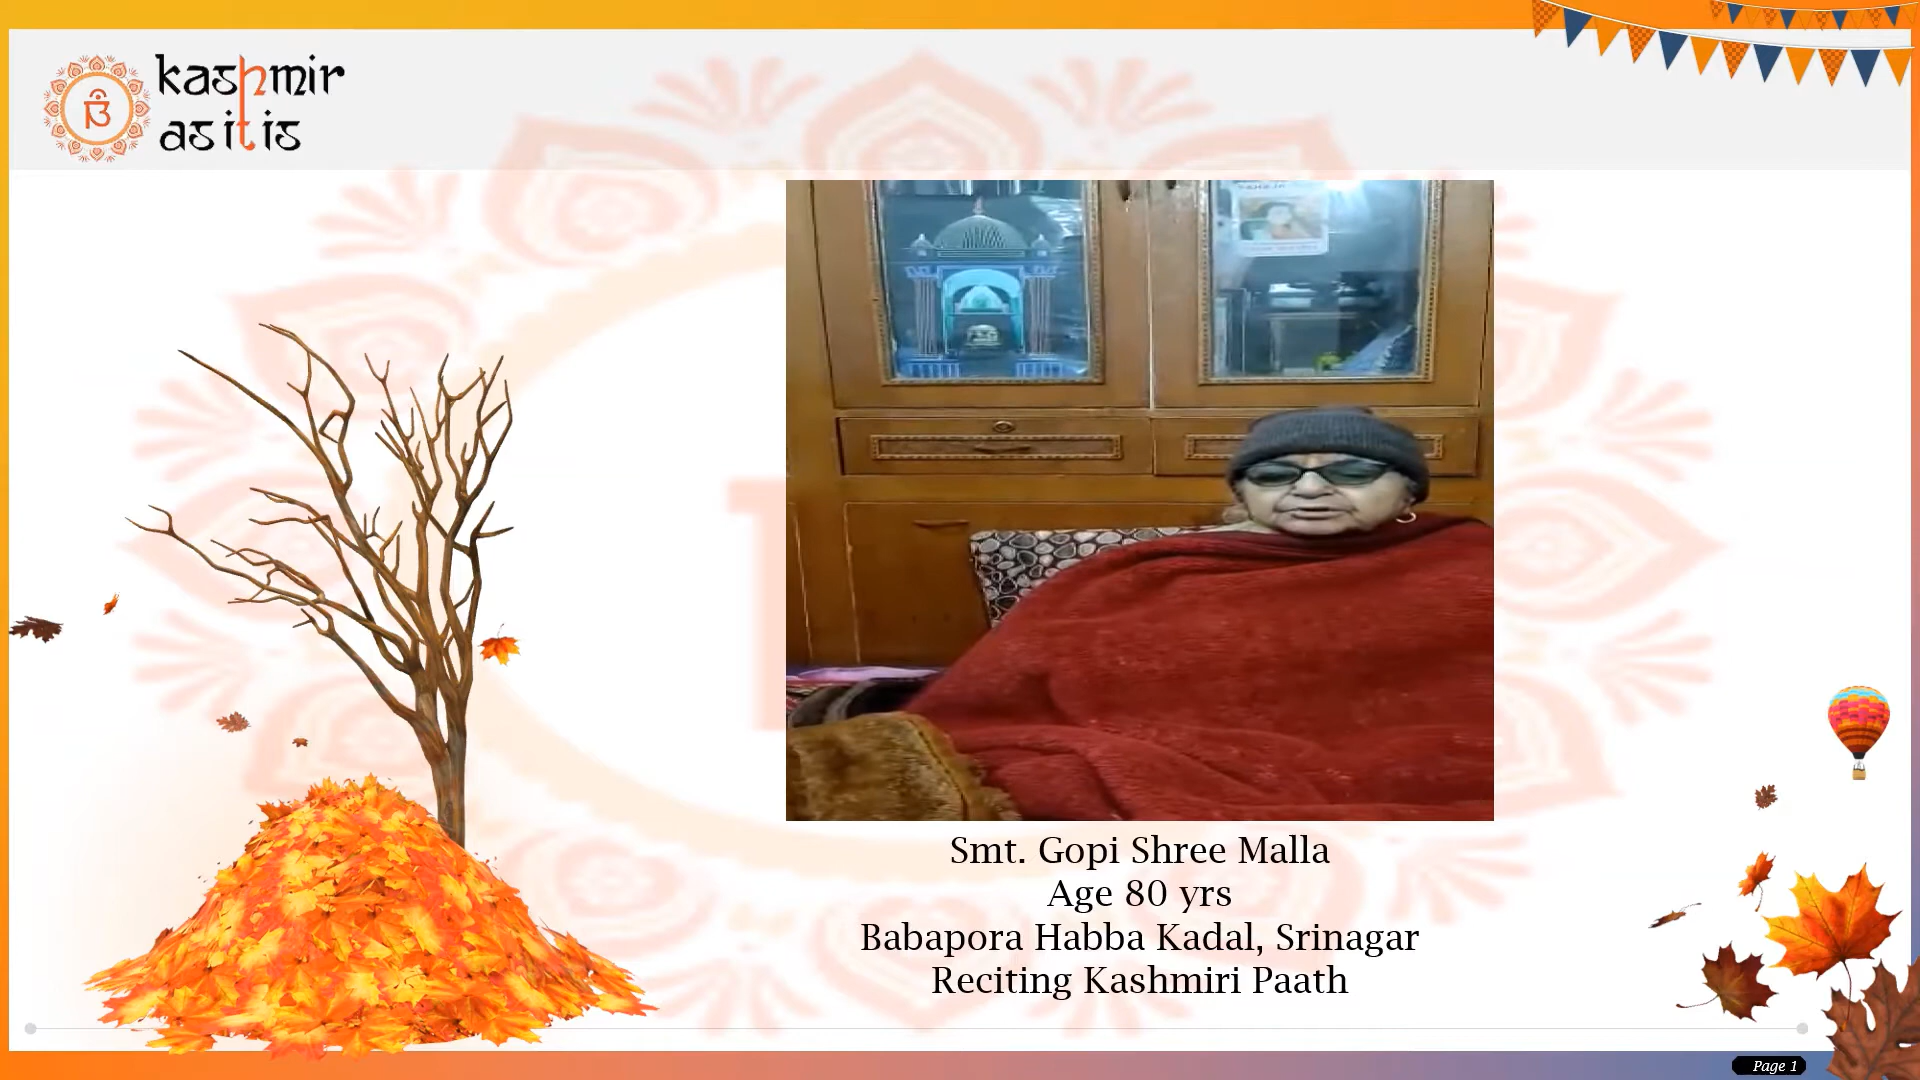 kashmir
as it is
Smt. Gopi Shree Malla
Age 80 yrs
Babapora Habba Kadal, Srinagar
Reciting Kashmiri Paath
Page 1